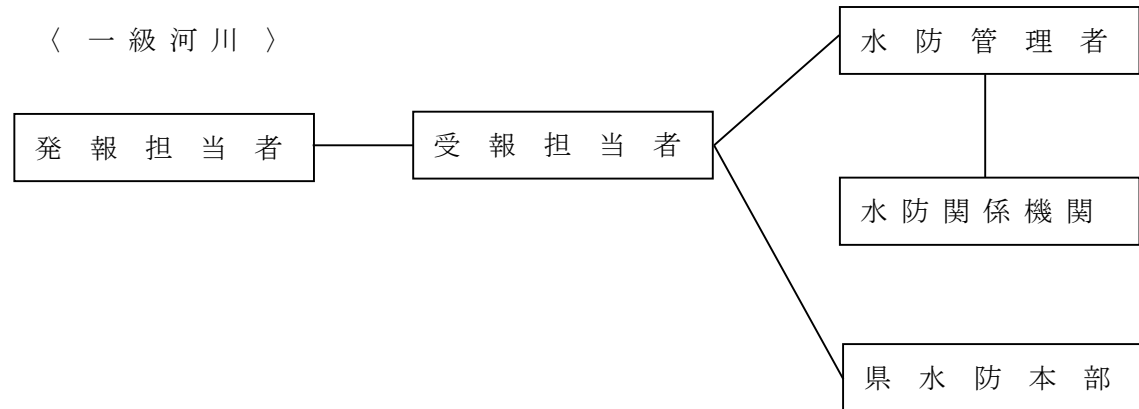 〈 一級河川 〉
水防管理者
発報担当者
受報担当者
水防関係機関
県水防本部